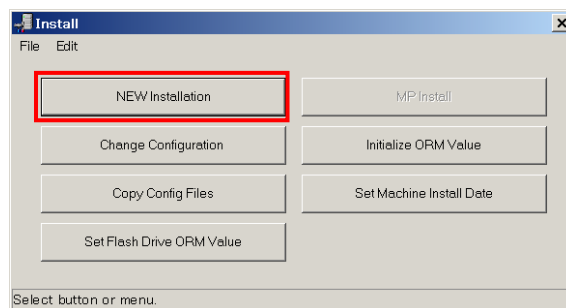 Install
File Edit
NEW Installation
MP Install
Change Configuration
Initialize ORM Value
Copy Config Files
Set Machine Install Date
Set Flash Drive ORM Value
Select button or menu.